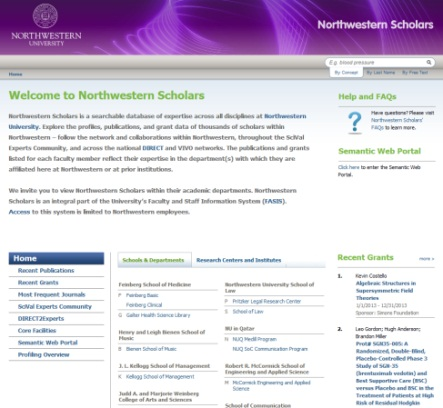 NORTHWESTERN
UNIVERSITY
Northwestern Scholars
E.g. blood pressure
Home
By Concept
By Last Name
By Free Text
Welcome to Northwestern Scholars
Northwestern Scholars is a searchable database of expertise across all disciplines at Northwestern
University. Explore the profiles, publications, and grant data of thousands of scholars within
Northwestern – follow the network and collaborations within Northwestern, throughout the SciVal
Experts Community, and across the national DIRECT and VIVO networks. The publications and grants
listed for each faculty member reflect their expertise in the department(s) with which they are
affiliated here at Northwestern or at prior institutions.
We invite you to view Northwestern Scholars within their academic departments. Northwestern
Scholars is an integral part of the University's Faculty and Staff Information System (FASIS).
Access to this system is limited to Northwestern employees.
Help and FAQs
?
Have questions? Please visit
Northwestern Scholars'
FAQs to learn more.
Semantic Web Portal
Click here to enter the Semantic Web
Portal.
Home
Recent Publications
Recent Grants
Most Frequent Journals
SciVal Experts Community
DIRECT2Experts
Core Facilities
Semantic Web Portal
Profiling Overview
Schools & Departments
Research Centers and Institutes
Feinberg School of Medicine
F Feinberg Basic
Feinberg Clinical
G Galter Health Science Library
Henry and Leigh Bienen School of
Music
B Bienen School of Music
J. L. Kellogg School of Management
K Kellogg School of Management
Judd A. and Marjorie Weinberg
College of Arts and Sciences
Northwestern University School of
Law
P Pritzker Legal Research Center
S School of Law
NU in Qatar
N NUQ Medill Program
NUQ SoC Communication Program
Robert R. McCormick School of
Engineering and Applied Science
M McCormick Engineering and Applied
Science
School of Communication
Recent Grants
more »
1. Kevin Costello
Algebraic Structures in
Supersymmetric Field
Theories
1/1/2013 - 12/31/2013
Sponsor: Simons Foundation
2. Leo Gordon; Hugh Anderson;
Brandon Miller
Prot# SGN35-005: A
Randomized, Double-Blind,
Placebo-Controlled Phase 3
Study of SGN-35
(brentuximab vedotin) and
Best Supportive Care (BSC)
versus Placebo and BSC in the
Treatment of Patients at High
Risk of Residual Hodgkin